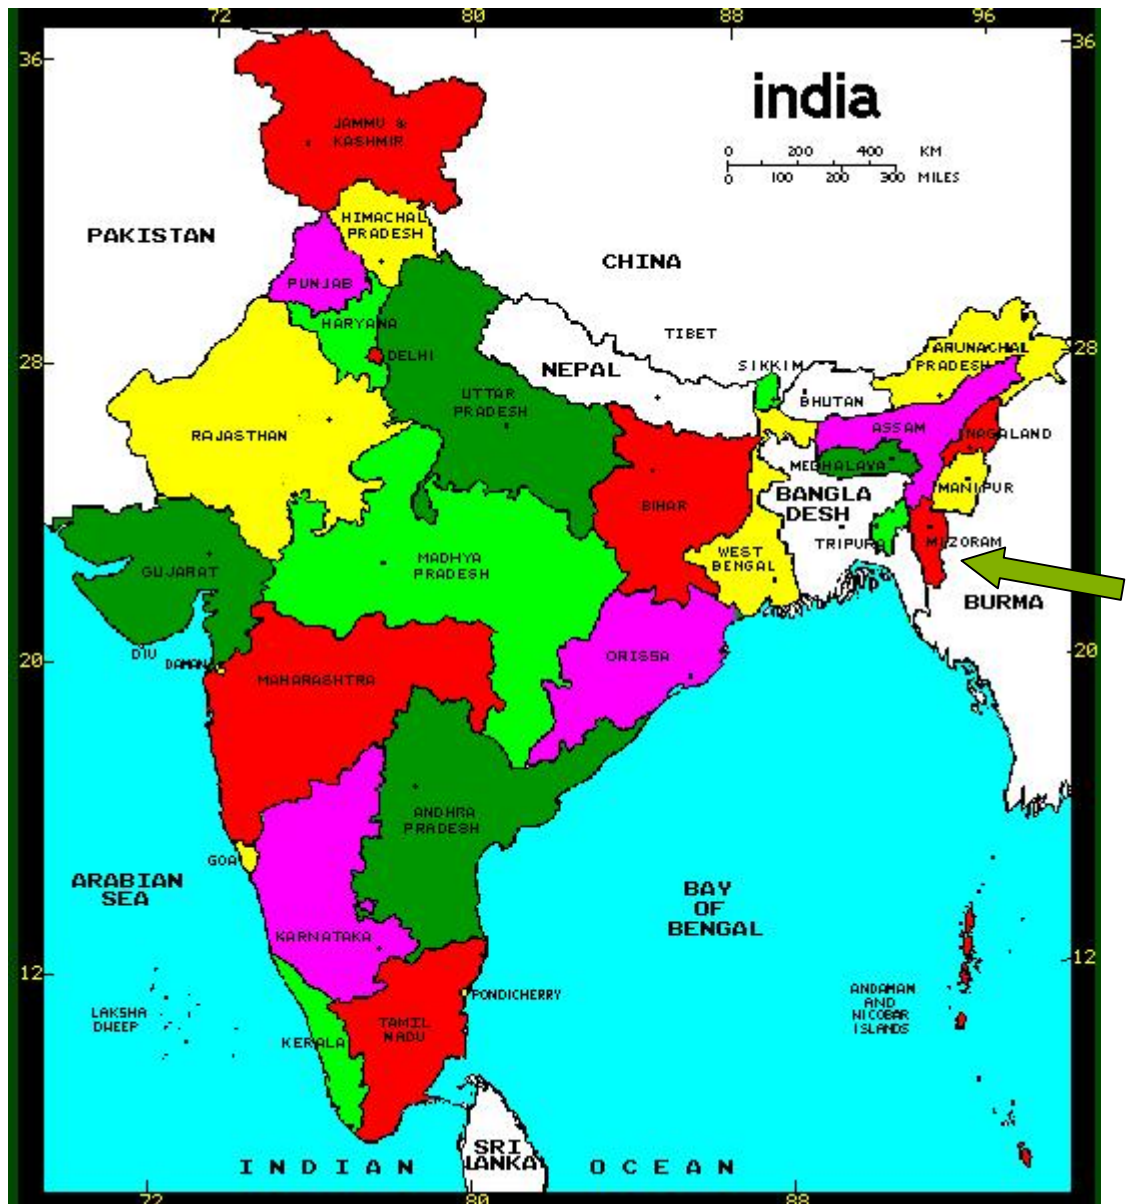 72 80 88 96
36 36
india
JAMMU &
KASHMIR
0 200 400 KM
0 100 200 300 MILES
HIMACHAL
PRADESH
PAKISTAN
CHINA
PUNJAB
HARYANA
TIBET
28 28
DELHI
NEPAL
SIKKIM
ARUNACHAL
PRADESH
UTTAR
PRADESH
BHUTAN
RAJASTHAN
ASSAM
NAGALAND
MEGHALAYA
MANIPUR
BANGLA
DESH
BIHAR
TRIPURA
MIZORAM
WEST
BENGAL
MADHYA
PRADESH
GUJARAT
BURMA
DIU
DAMAN
20 20
ORISSA
MAHARASHTRA
ANDHRA
PRADESH
GOA
ARABIAN
SEA
BAY
OF
BENGAL
KARNATAKA
12 12
PONDICHERRY
ANDAMAN
AND
NICOBAR
ISLANDS
LAKSHA
DWEEP
TAMIL
NADU
KERALA
SRI
LANKA
INDIAN OCEAN
72 80 88